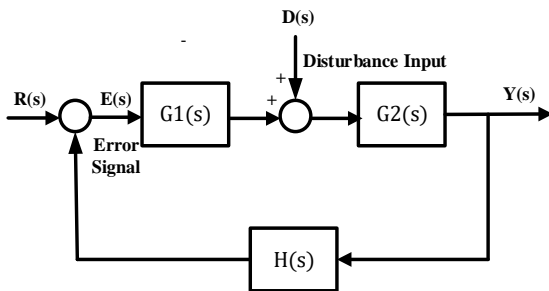 D(s)
-
+ Disturbance Input
R(s) E(s) G1(s) + G2(s) Y(s)
Error
Signal
H(s)